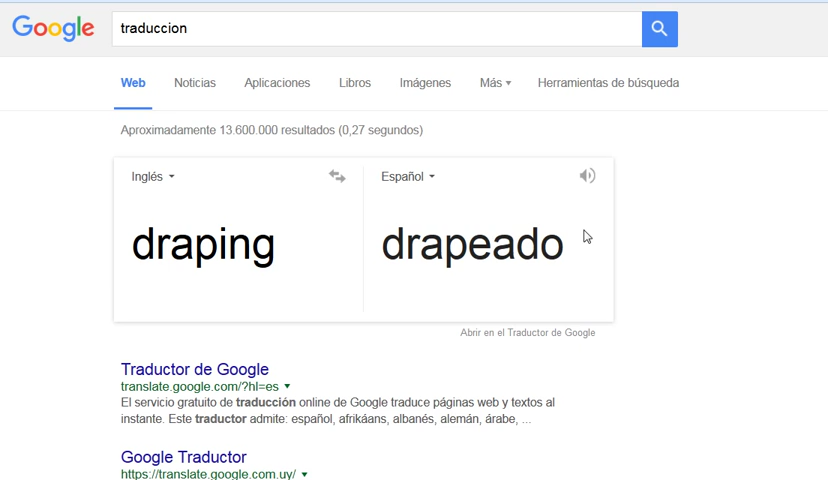 Google traduccion
Web Noticias Aplicaciones Libros Imágenes Más Herramientas de búsqueda
Aproximadamente 13.600.000 resultados (0,27 segundos)
Inglés Español
draping drapeado
Abrir en el Traductor de Google
Traductor de Google
translate.google.com/?hl=es
El servicio gratuito de traducción online de Google traduce páginas web y textos al
instante. Este traductor admite: español, afrikáans, albanés, alemán, árabe, ...
Google Traductor
https://translate.google.com.uy/